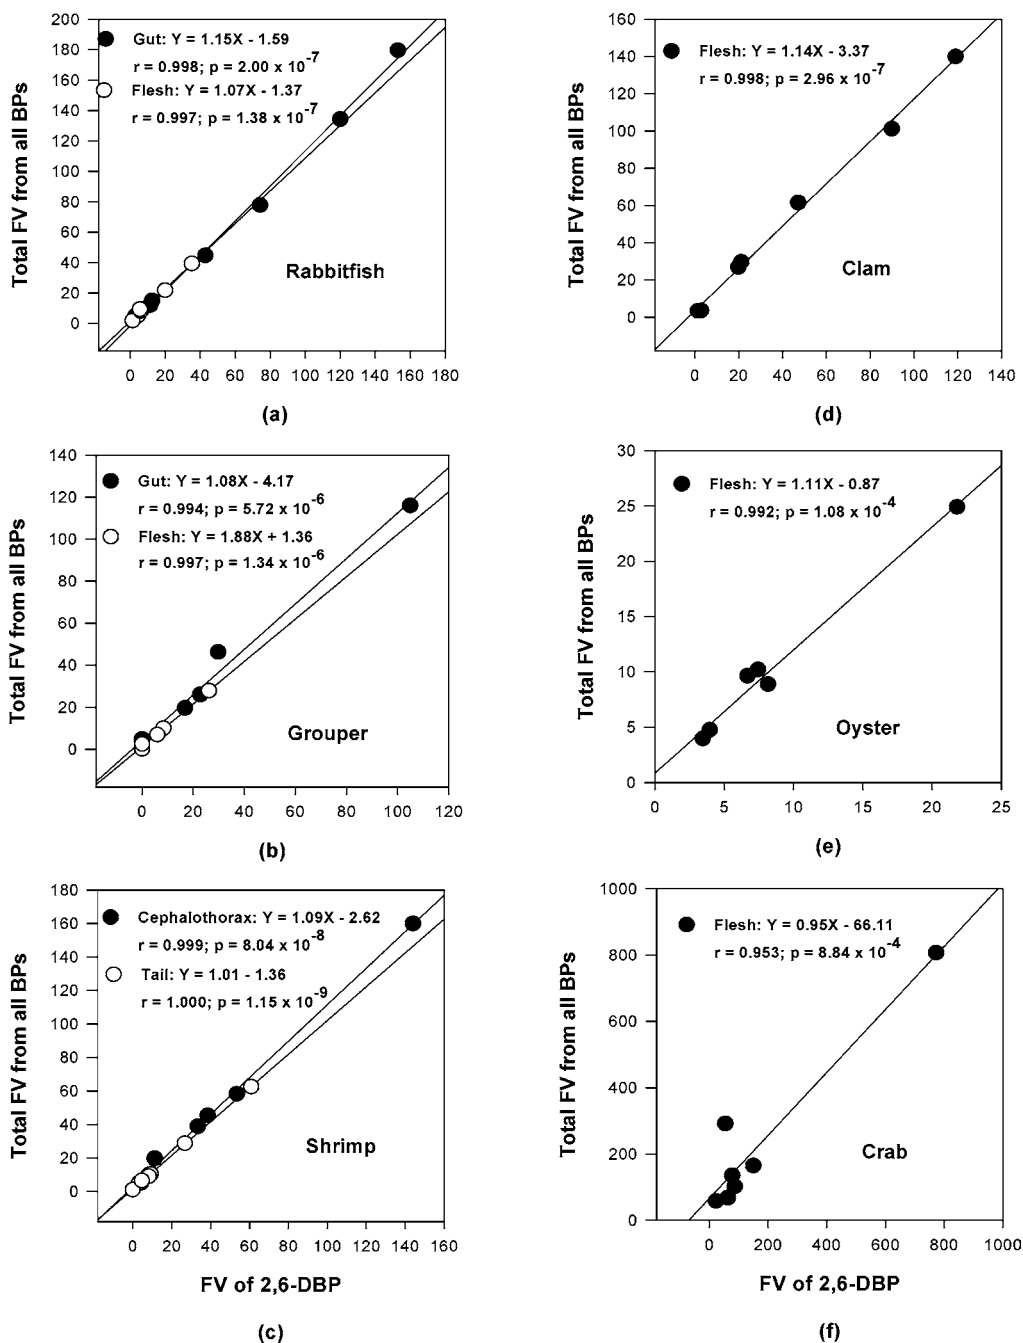 Total FV from all BPs
200
180
160
140
120
100
80
60
40
20
0
Gut: Y = 1.15X - 1.59
r = 0.998; p = 2.00 x 10^-7
Flesh: Y = 1.07X - 1.37
r = 0.997; p = 1.38 x 10^-7
Rabbitfish
0 20 40 60 80 100 120 140 160 180
(a)
Total FV from all BPs
160
140
120
100
80
60
40
20
0
Flesh: Y = 1.14X - 3.37
r = 0.998; p = 2.96 x 10^-7
Clam
0 20 40 60 80 100 120 140
(d)
Total FV from all BPs
140
120
100
80
60
40
20
0
Gut: Y = 1.08X - 4.17
r = 0.994; p = 5.72 x 10^-6
Flesh: Y = 1.88X + 1.36
r = 0.997; p = 1.34 x 10^-6
Grouper
0 20 40 60 80 100 120
(b)
Total FV from all BPs
30
25
20
15
10
5
0
Flesh: Y = 1.11X - 0.87
r = 0.992; p = 1.08 x 10^-4
Oyster
0 5 10 15 20 25
(e)
Total FV from all BPs
180
160
140
120
100
80
60
40
20
0
Cephalothorax: Y = 1.09X - 2.62
r = 0.999; p = 8.04 x 10^-8
Tail: Y = 1.01 - 1.36
r = 1.000; p = 1.15 x 10^-9
Shrimp
0 20 40 60 80 100 120 140 160
FV of 2,6-DBP
(c)
Total FV from all BPs
1000
800
600
400
200
0
Flesh: Y = 0.95X - 66.11
r = 0.953; p = 8.84 x 10^-4
Crab
0 200 400 600 800 1000
FV of 2,6-DBP
(f)